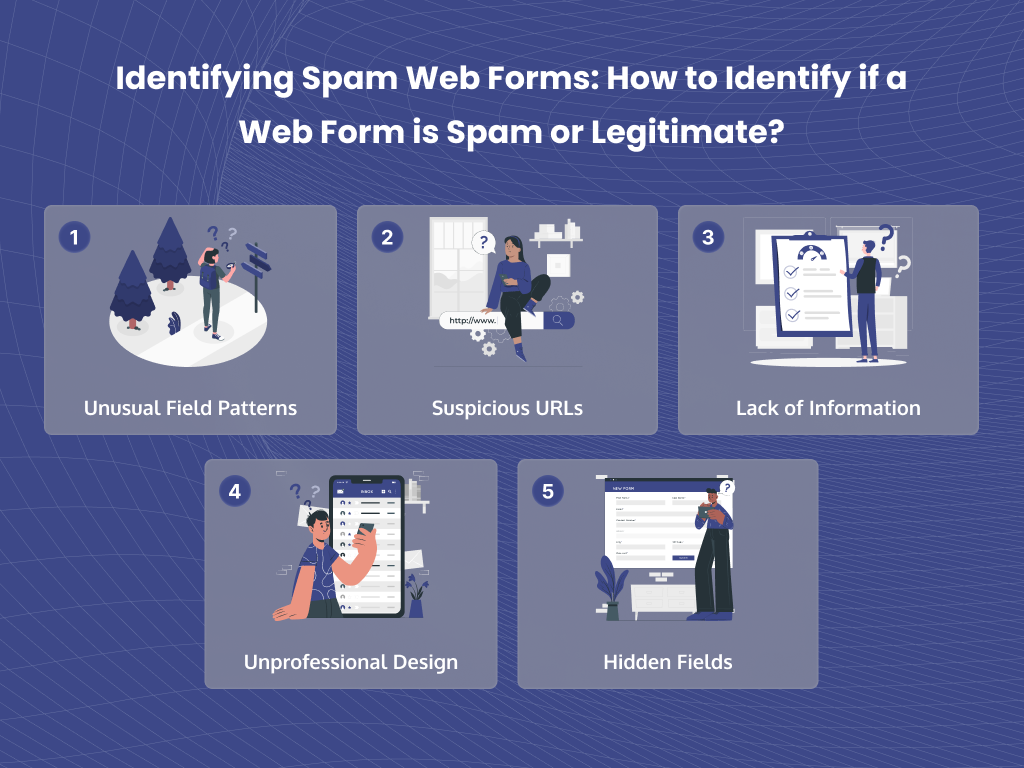 Identifying Spam Web Forms: How to Identify if a
Web Form is Spam or Legitimate?
1
Unusual Field Patterns
2
?
http://www.
Suspicious URLs
3
Lack of Information
4
INBOX
Unprofessional Design
5
NEW FORM
?
Hidden Fields